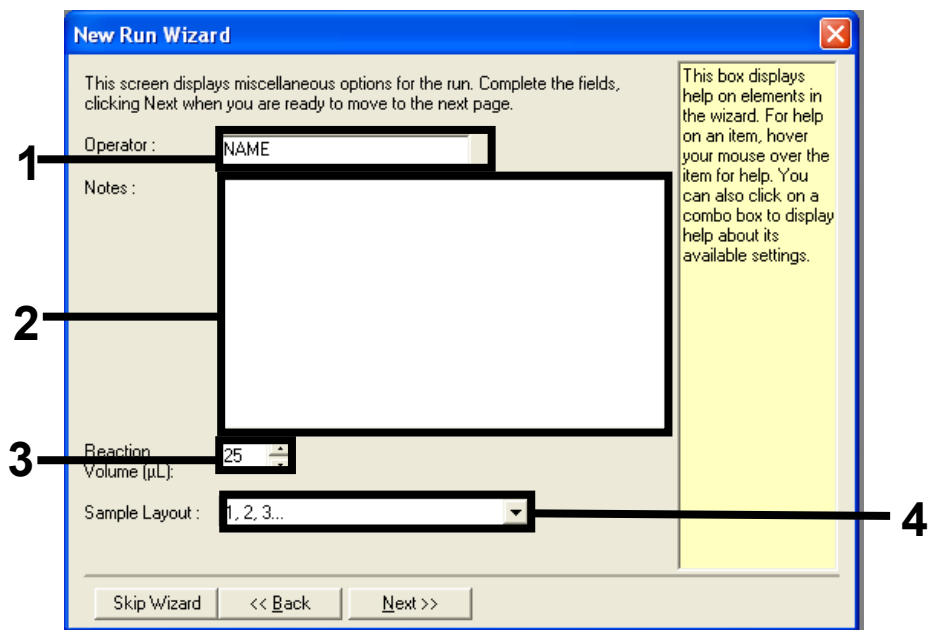 New Run Wizard
This screen displays miscellaneous options for the run. Complete the fields,
clicking Next when you are ready to move to the next page.
This box displays
help on elements in
the wizard. For help
on an item, hover
your mouse over the
item for help. You
can also click on a
combo box to display
help about its
available settings.
1
Operator :
NAME
Notes :
2
3
Reaction
Volume (µL):
25
Sample Layout :
1, 2, 3...
4
Skip Wizard
<< Back
Next >>